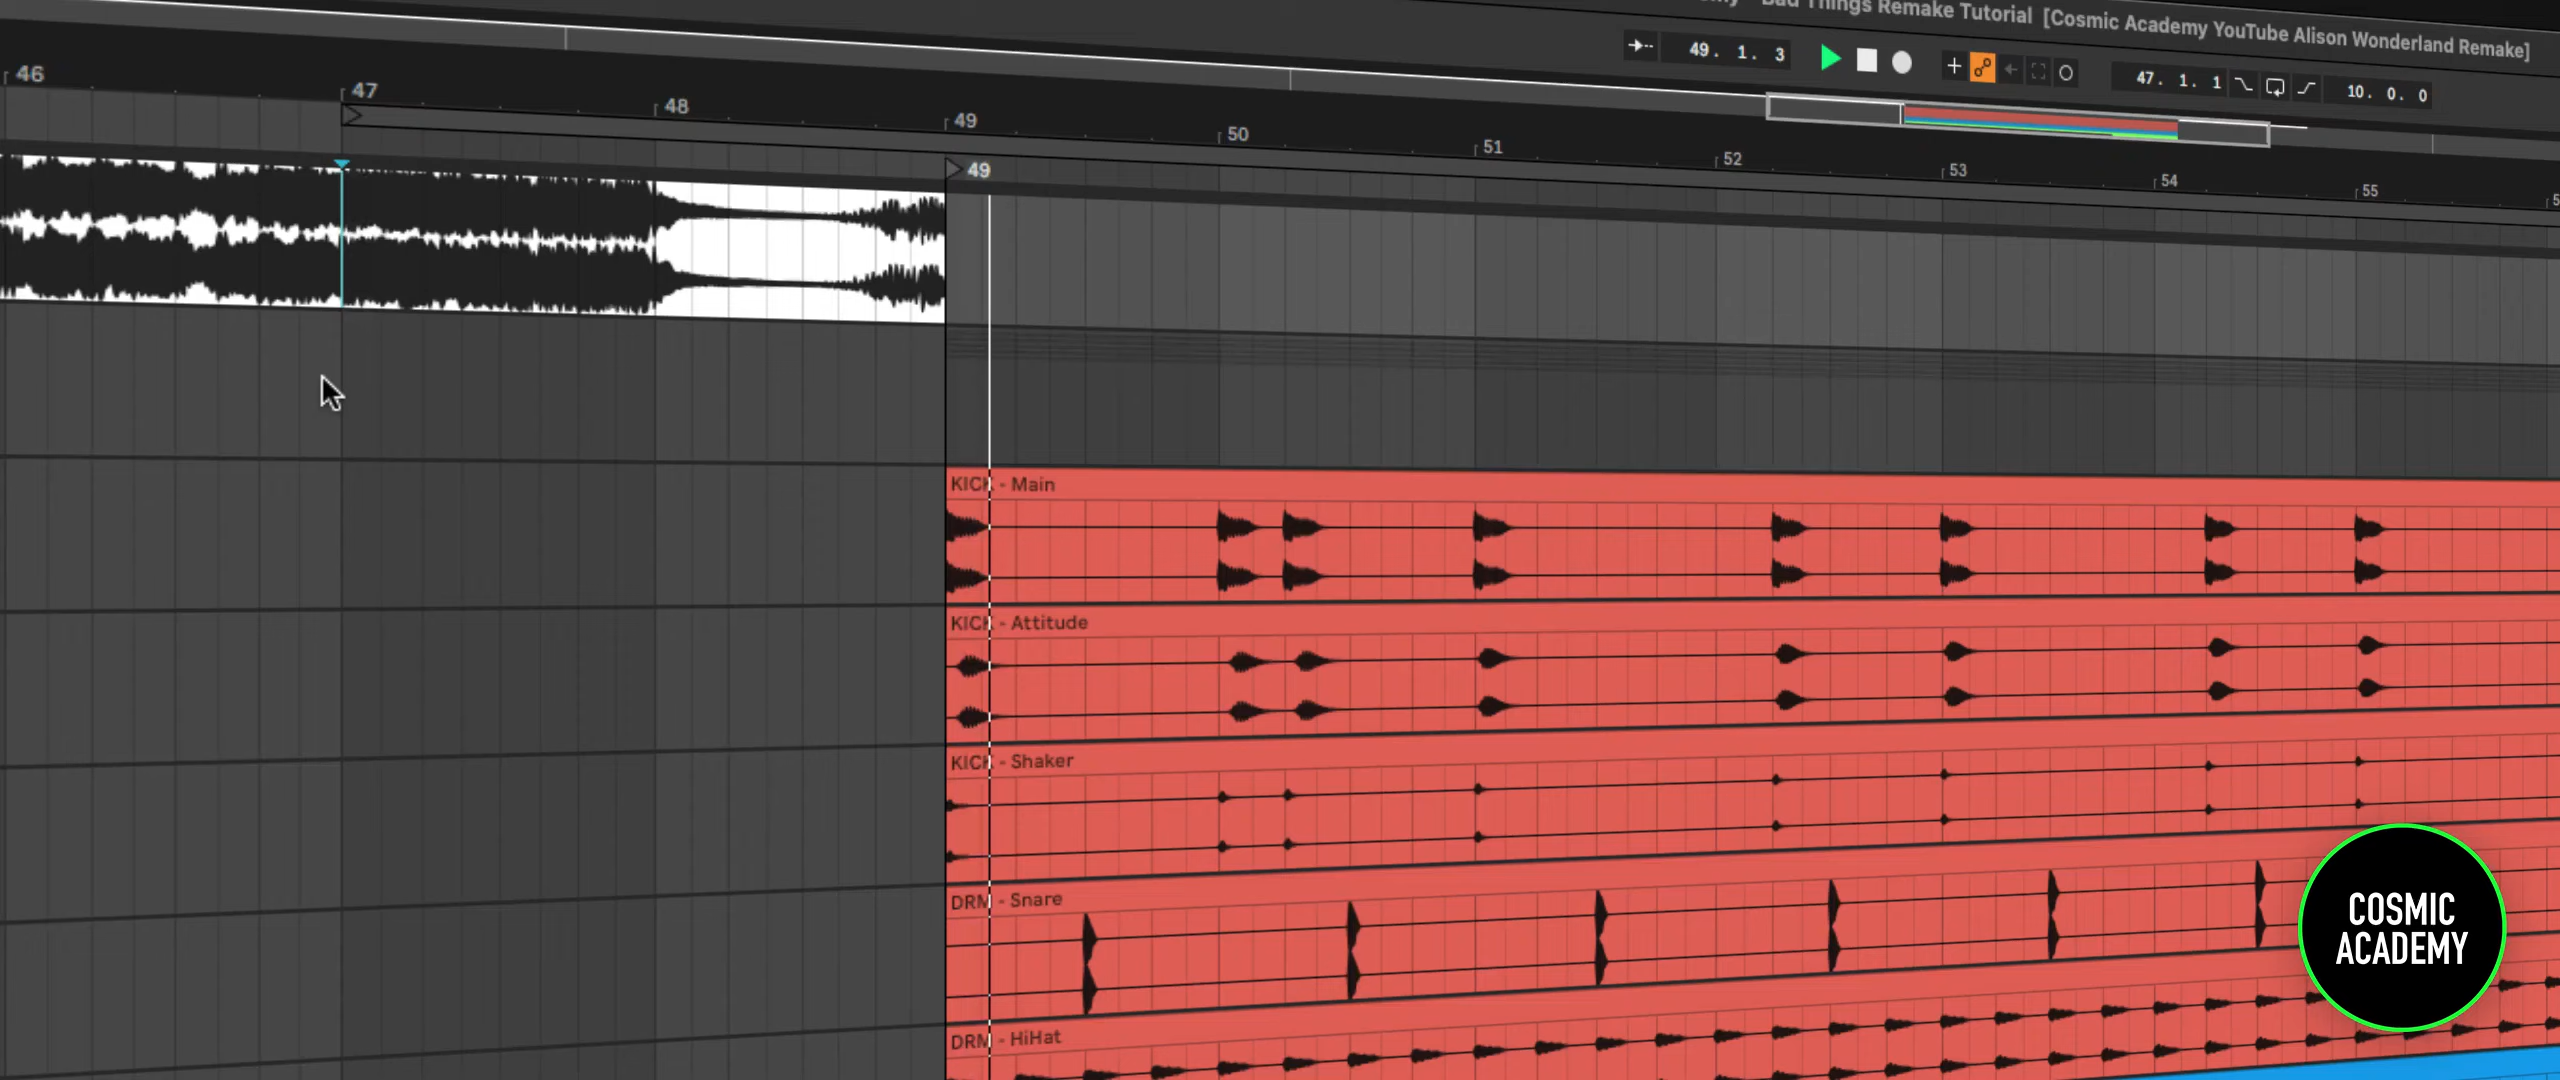 Bad Things Remake Tutorial [Cosmic Academy YouTube Alison Wonderland Remake]
49. 1. 3
47. 1. 1
10. 0. 0
46
47
48
49
50
51
52
53
54
55
49
KICK - Main
KICK - Attitude
KICK - Shaker
DRM - Snare
DRM - HiHat
COSMIC
ACADEMY